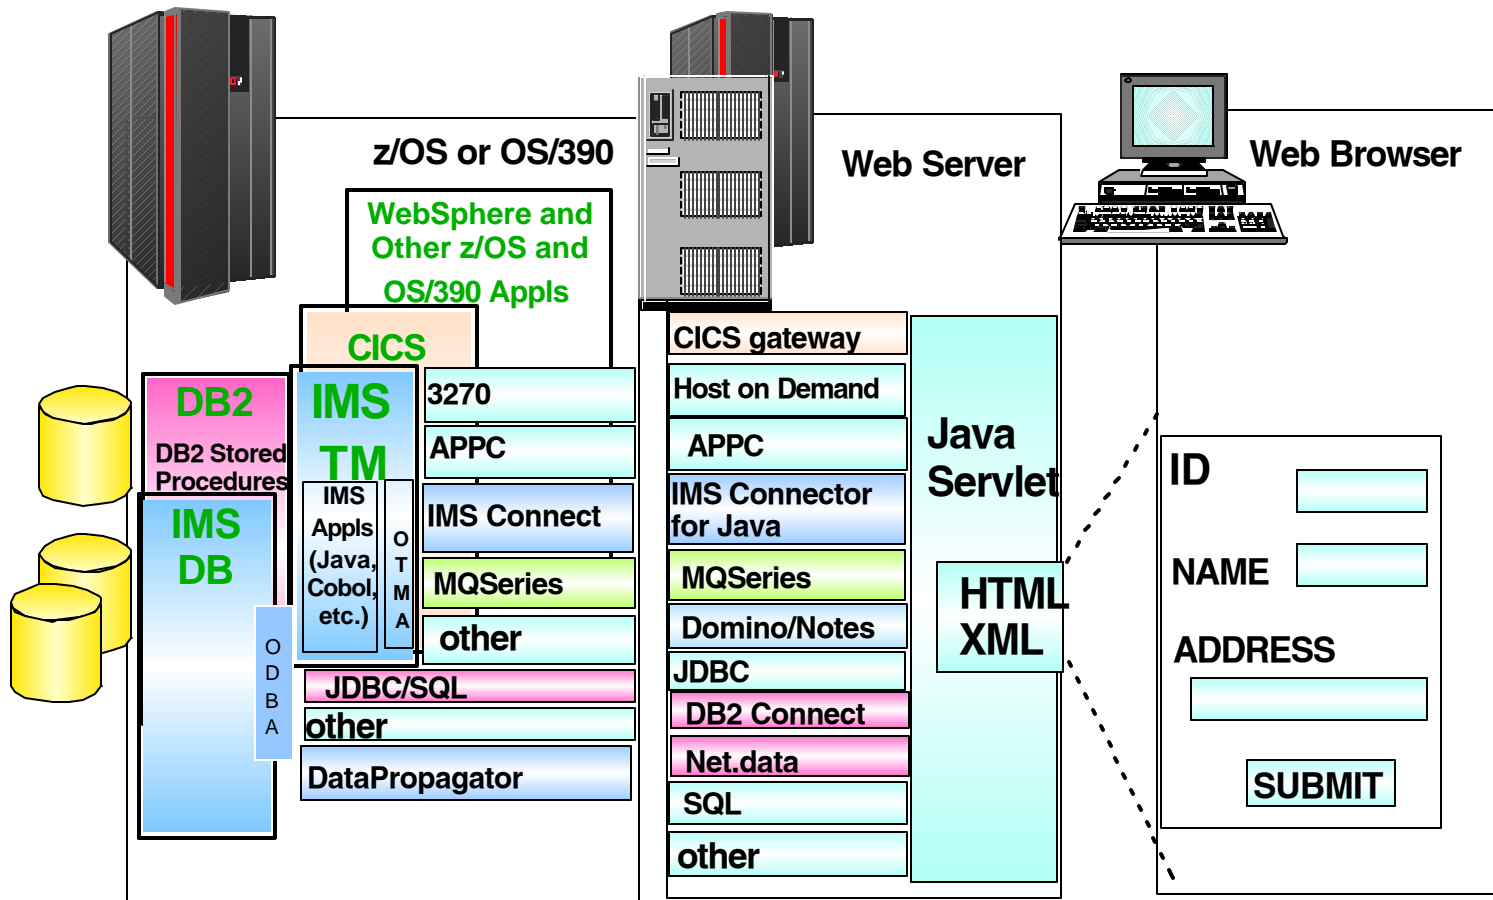 z/OS or OS/390
WebSphere and
Other z/OS and
OS/390 Appls
CICS
DB2
DB2 Stored
Procedures
IMS
DB
O
D
B
A
IMS
TM
IMS
Appls
(Java,
Cobol,
etc.)
O
T
M
A
3270
APPC
IMS Connect
MQSeries
other
JDBC/SQL
other
DataPropagator
Web Server
CICS gateway
Host on Demand
APPC
IMS Connector
for Java
MQSeries
Domino/Notes
JDBC
DB2 Connect
Net.data
SQL
other
Java
Servlet
HTML
XML
Web Browser
ID
NAME
ADDRESS
SUBMIT